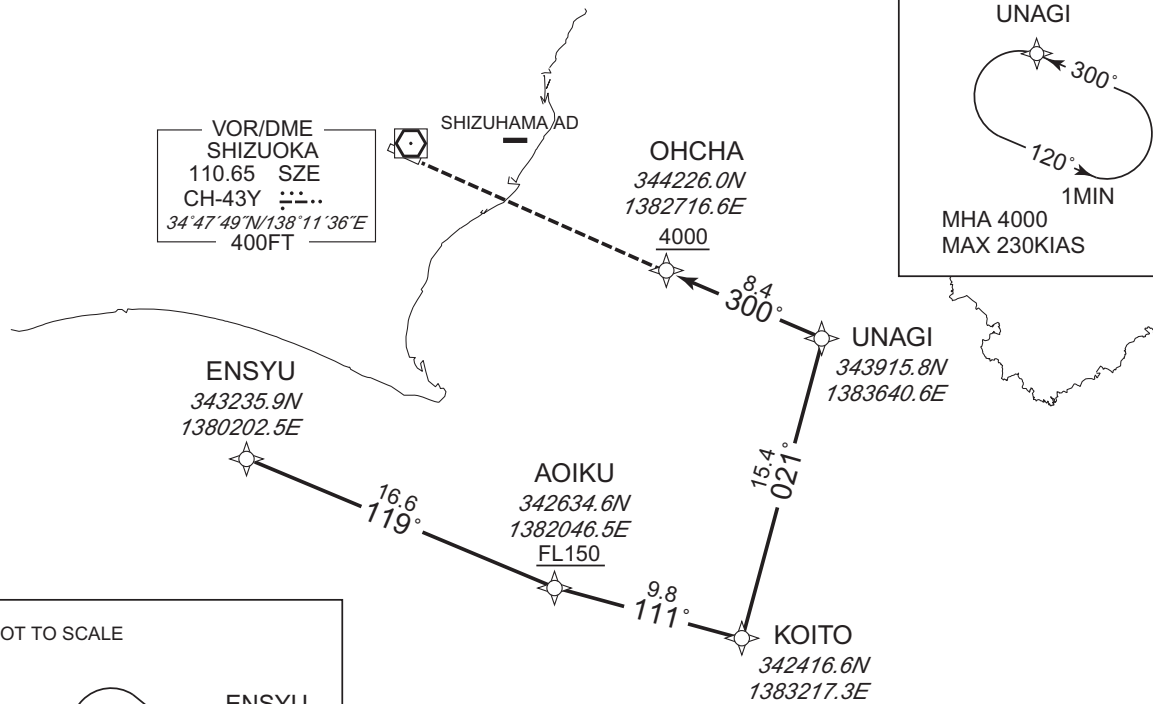 UNAGI
300°
120°
1MIN
MHA 4000
MAX 230KIAS
VOR/DME
SHIZUOKA
110.65 SZE
CH-43Y
34°47´49˝N/138°11´36˝E
400FT
SHIZUHAMA AD
OHCHA
344226.0N
1382716.6E
4000
8.4
300°
UNAGI
343915.8N
1383640.6E
ENSYU
343235.9N
1380202.5E
16.6
119°
AOIKU
342634.6N
1382046.5E
FL150
15.4
021°
9.8
111°
KOITO
342416.6N
1383217.3E
OT TO SCALE
ENSYU